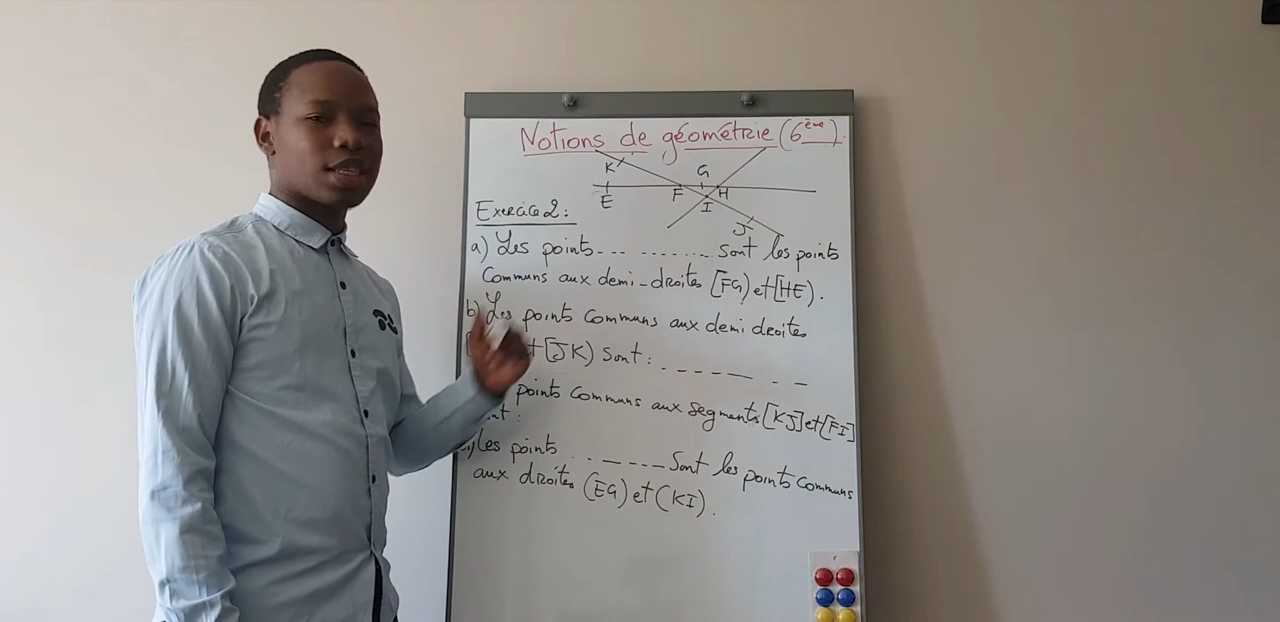 Notions de géométrie (6ème).
K G
E F H
I
J
Exercice 2:
a) Les points--- ........ sont les points
Communs aux demi-droites [FG) et [HE).
b) Les points Communs aux demi droites
[JK) sont: - - - - - -
points Communs aux segments [KJ] et [FI]
:
Les points . . - - - - - Sont les points Communs
aux droites (EG) et (KI).